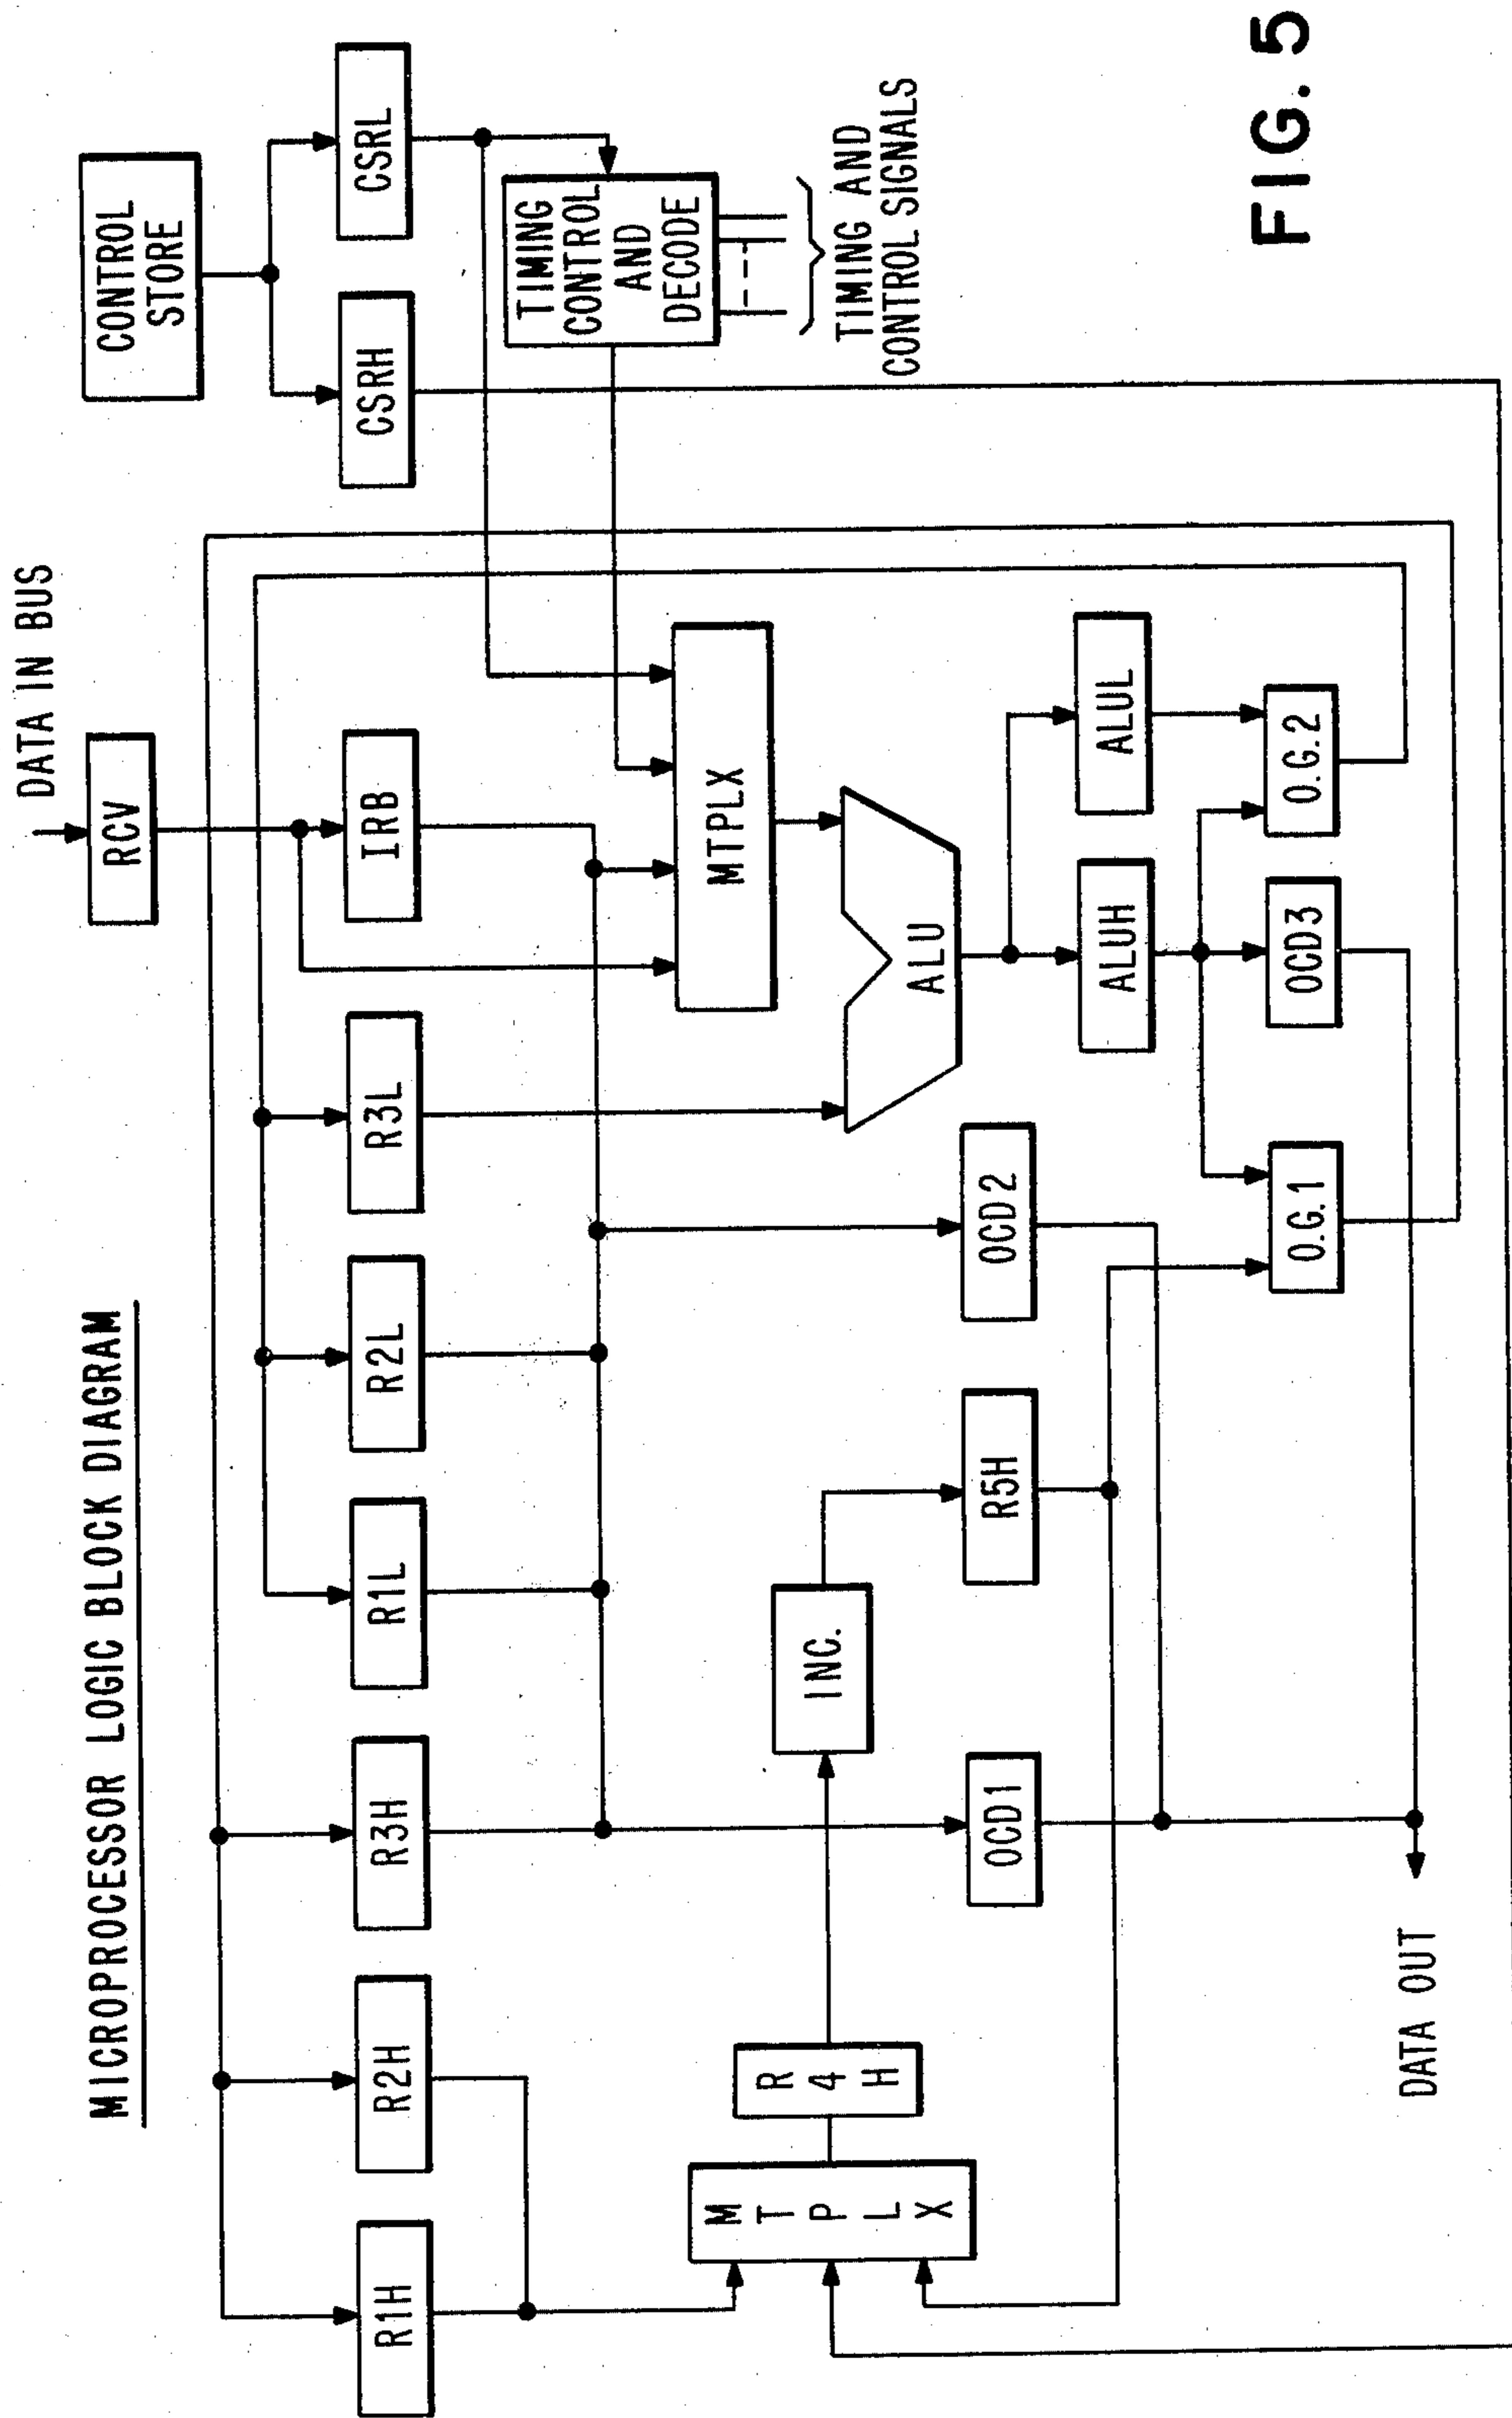 MICROPROCESSOR LOGIC BLOCK DIAGRAM
DATA IN BUS
CONTROL
STORE
RCV
R1H
R2H
R3H
R1L
R2L
R3L
IRB
CSRH
CSRL
TIMING
CONTROL
AND
DECODE
MTPLX
R4H
INC.
MTPLX
TIMING AND
CONTROL SIGNALS
ALU
OCD1
R5H
OCD2
ALUH
ALUL
O.G.1
OCD3
O.G.2
DATA OUT
FIG. 5